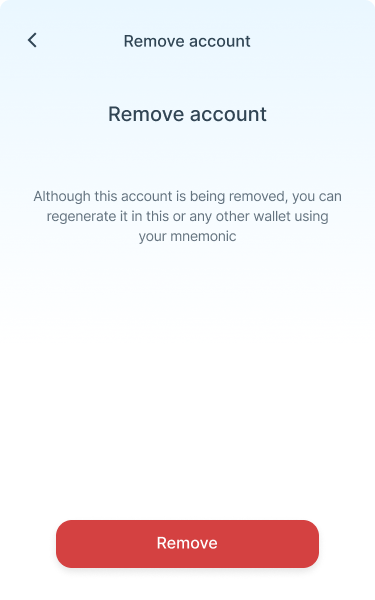 Remove account
Remove account
Although this account is being removed, you can
regenerate it in this or any other wallet using
your mnemonic
Remove